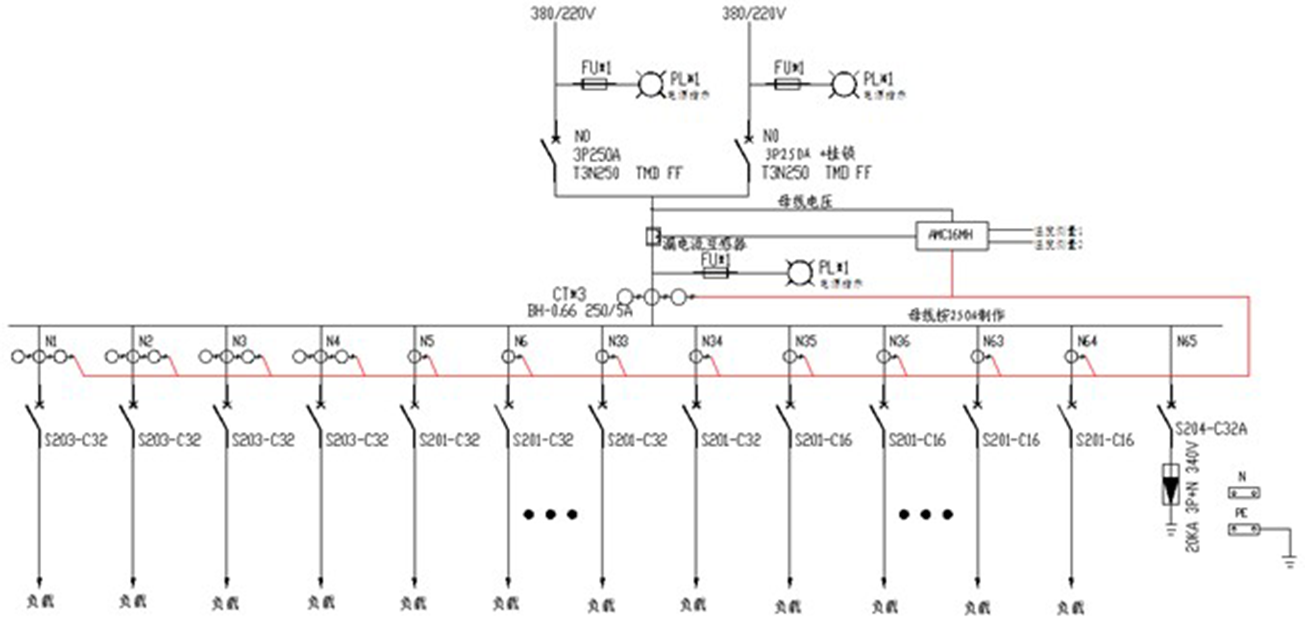 380/220V 380/220V
FU*1 PL*1 FU*1 PL*1
电源指示 电源指示
N0 N0
3P250A 3P250A +挂锁
T3N250 TMD FF T3N250 TMD FF
母线电压
AMC16MH
漏电流互感器
FU*1 PL*1
电源指示
CT*3
BH-0.66 250/5A
母线按250A制作
N1 N2 N3 N4 N5 N6 N33 N34 N35 N36 N63 N64 N65
S203-C32 S203-C32 S203-C32 S203-C32 S201-C32 S201-C32 S201-C32 S201-C32 S201-C16 S201-C16 S201-C16 S201-C16 S204-C32A
20KA 3P+N 340V
N
PE
负载 负载 负载 负载 负载 负载 负载 负载 负载 负载 负载 负载